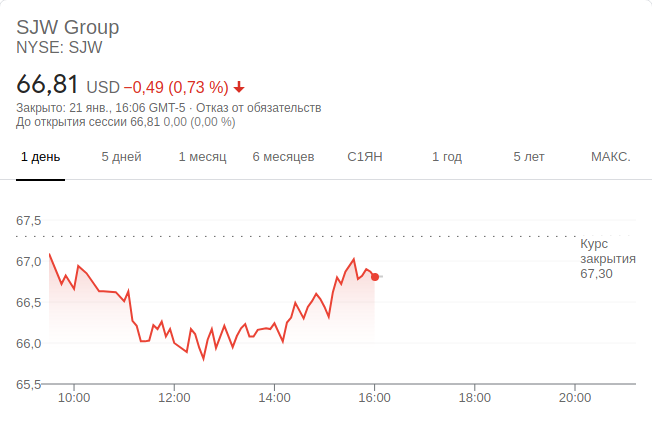 SJW Group
NYSE: SJW
66,81 USD −0,49 (0,73 %)
Закрыто: 21 янв., 16:06 GMT-5 · Отказ от обязательств
До открытия сессии 66,81 0,00 (0,00 %)
1 день 5 дней 1 месяц 6 месяцев С1ЯН 1 год 5 лет МАКС.
67,5
Курс
67,0 закрытия
67,30
66,5
66,0
65,5
10:00 12:00 14:00 16:00 18:00 20:00